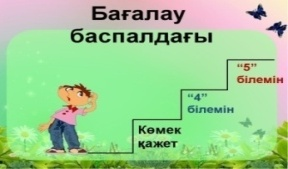 Бағалау
баспалдағы
“5”
білемін
“4”
білемін
Көмек
қажет